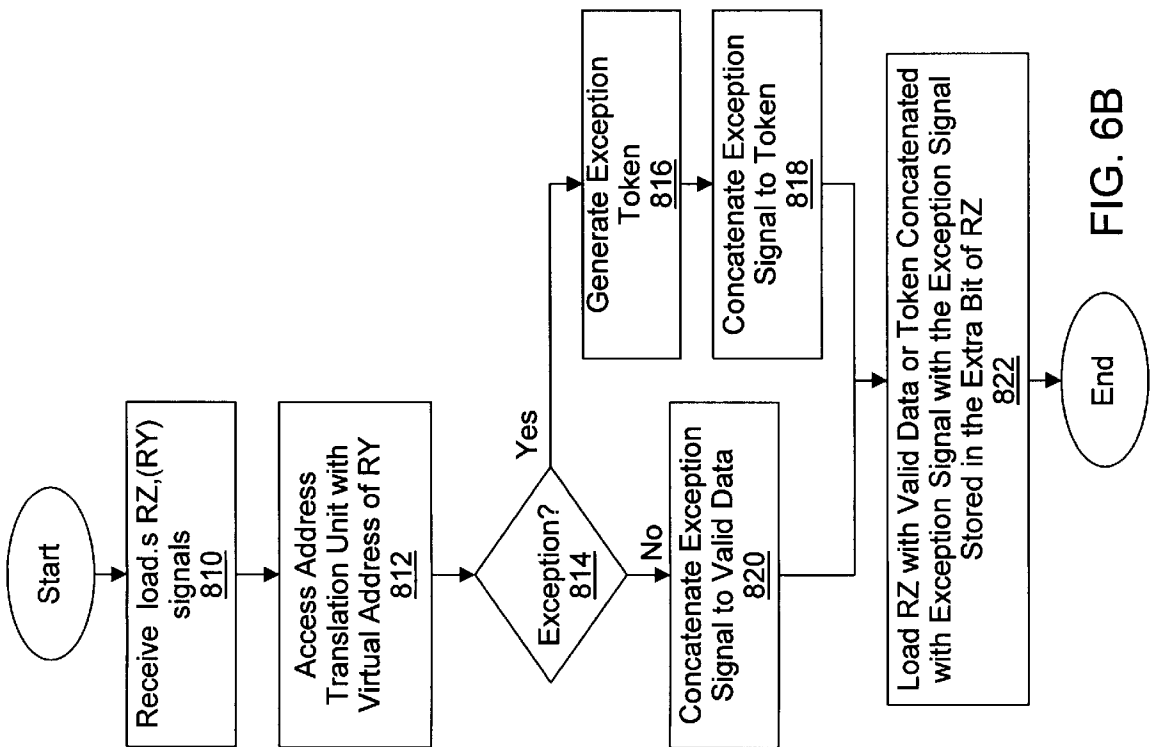 Start
Receive load.s RZ,(RY)
signals
810
Access Address
Translation Unit with
Virtual Address of RY
812
Exception?
814
Yes
No
Generate Exception
Token
816
Concatenate Exception
Signal to Token
818
Concatenate Exception
Signal to Valid Data
820
Load RZ with Valid Data or Token Concatenated
with Exception Signal with the Exception Signal
Stored in the Extra Bit of RZ
822
End
FIG. 6B